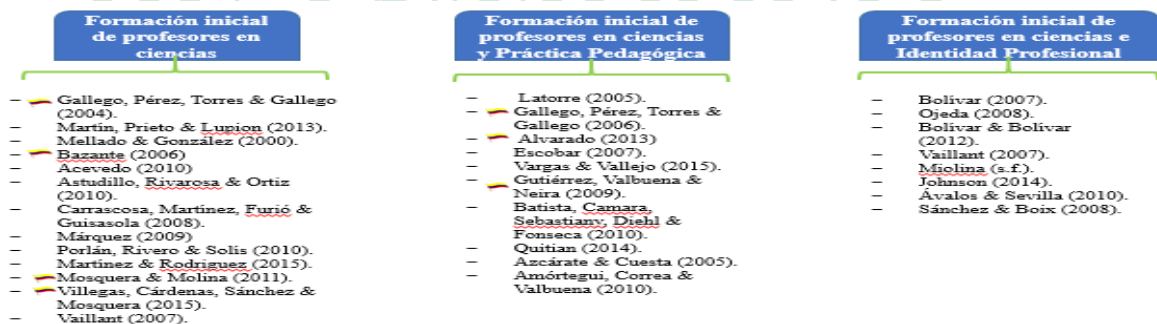 Formación inicial
de profesores en
ciencias
– Gallego, Pérez, Torres & Gallego
(2004).
– Martín, Prieto & Lupion (2013).
– Mellado & González (2000).
– Bazante (2006)
– Acevedo (2010)
– Astudillo, Rivarosa & Ortiz
(2010).
– Carrascosa, Martínez, Furió &
Guisasola (2008).
– Márquez (2009)
– Porlán, Rivero & Solís (2010).
– Martínez & Rodriguez (2015).
– Mosquera & Molina (2011).
– Villegas, Cárdenas, Sánchez &
Mosquera (2015).
– Vaillant (2007).
Formación inicial de
profesores en ciencias
y Práctica Pedagógica
– Latorre (2005).
– Gallego, Pérez, Torres &
Gallego (2006).
– Alvarado (2013)
– Escobar (2007).
– Vargas & Vallejo (2015).
– Gutiérrez, Valbuena &
Neira (2009).
– Batista, Camara,
Sebastiany, Diehl &
Fonseca (2010).
– Quitian (2014).
– Azcárate & Cuesta (2005).
– Amórtegui, Correa &
Valbuena (2010).
Formación inicial de
profesores en ciencias e
Identidad Profesional
– Bolívar (2007).
– Ojeda (2008).
– Bolívar & Bolívar
(2012).
– Vaillant (2007).
– Miolina (s.f.).
– Johnson (2014).
– Ávalos & Sevilla (2010).
– Sánchez & Boix (2008).